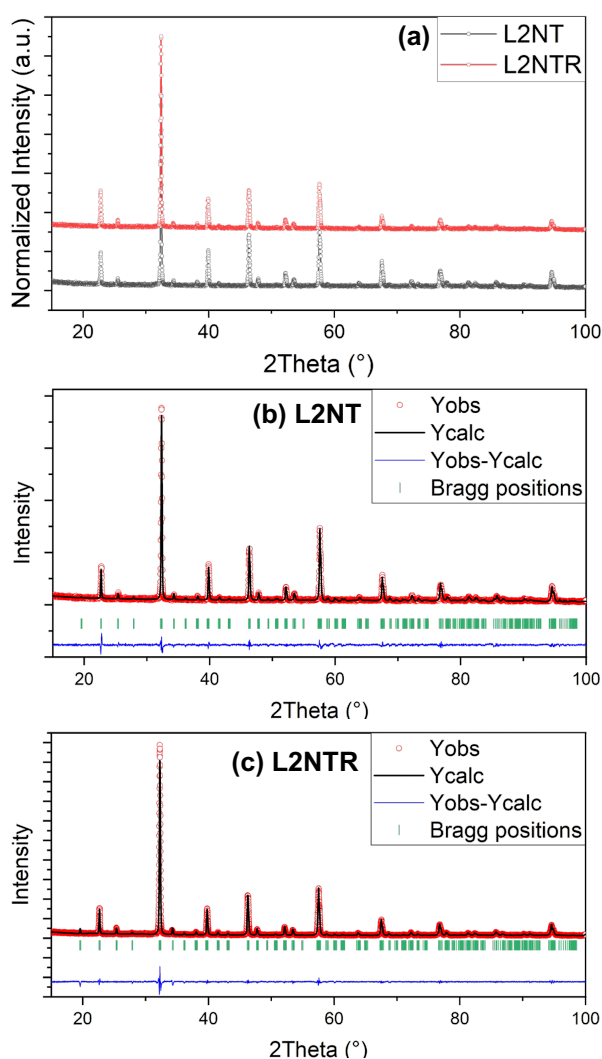 (a)
L2NT
L2NTR
Normalized Intensity (a.u.)
20 40 60 80 100
2Theta (°)
(b) L2NT
Yobs
Ycalc
Yobs-Ycalc
Bragg positions
Intensity
20 40 60 80 100
2Theta (°)
(c) L2NTR
Yobs
Ycalc
Yobs-Ycalc
Bragg positions
Intensity
20 40 60 80 100
2Theta (°)